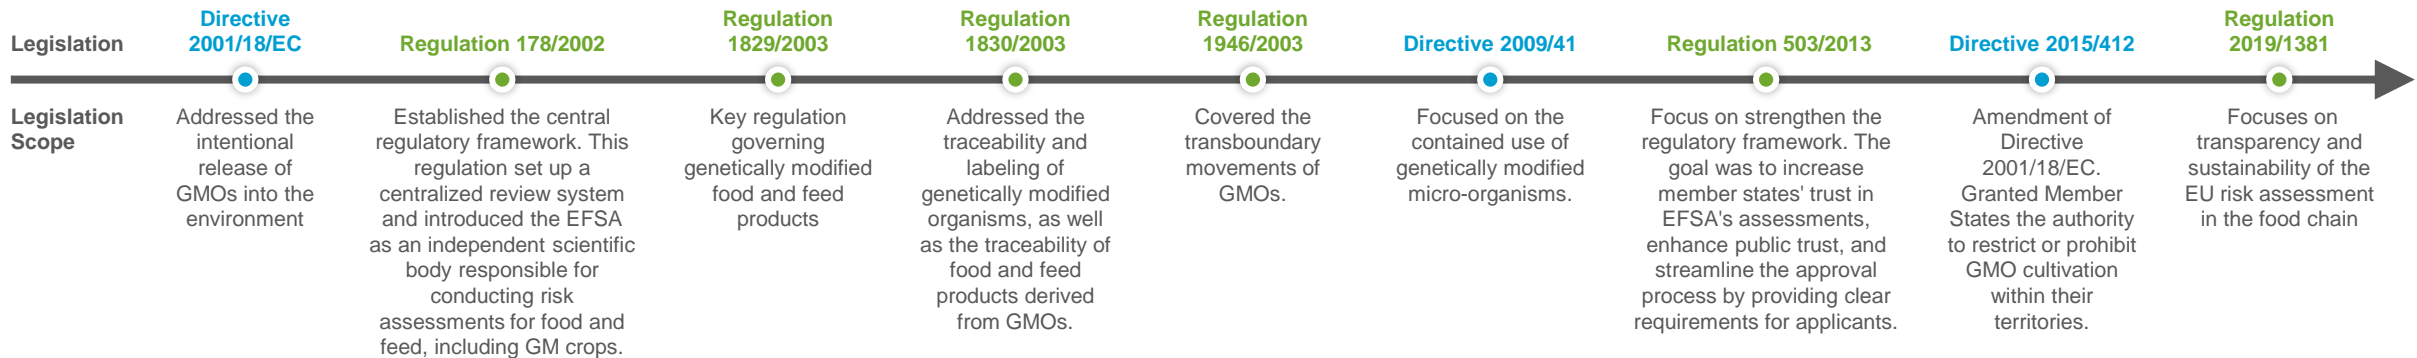 Legislation
Directive
2001/18/EC
Regulation 178/2002
Regulation
1829/2003
Regulation
1830/2003
Regulation
1946/2003
Directive 2009/41
Regulation 503/2013
Directive 2015/412
Regulation
2019/1381
Legislation
Scope
Addressed the
intentional
release of
GMOs into the
environment
Established the central
regulatory framework. This
regulation set up a
centralized review system
and introduced the EFSA
as an independent scientific
body responsible for
conducting risk
assessments for food and
feed, including GM crops.
Key regulation
governing
genetically modified
food and feed
products
Addressed the
traceability and
labeling of
genetically modified
organisms, as well
as the traceability of
food and feed
products derived
from GMOs.
Covered the
transboundary
movements of
GMOs.
Focused on the
contained use of
genetically modified
micro-organisms.
Focus on strengthen the
regulatory framework. The
goal was to increase
member states' trust in
EFSA's assessments,
enhance public trust, and
streamline the approval
process by providing clear
requirements for applicants.
Amendment of
Directive
2001/18/EC.
Granted Member
States the authority
to restrict or prohibit
GMO cultivation
within their
territories.
Focuses on
transparency and
sustainability of the
EU risk assessment
in the food chain